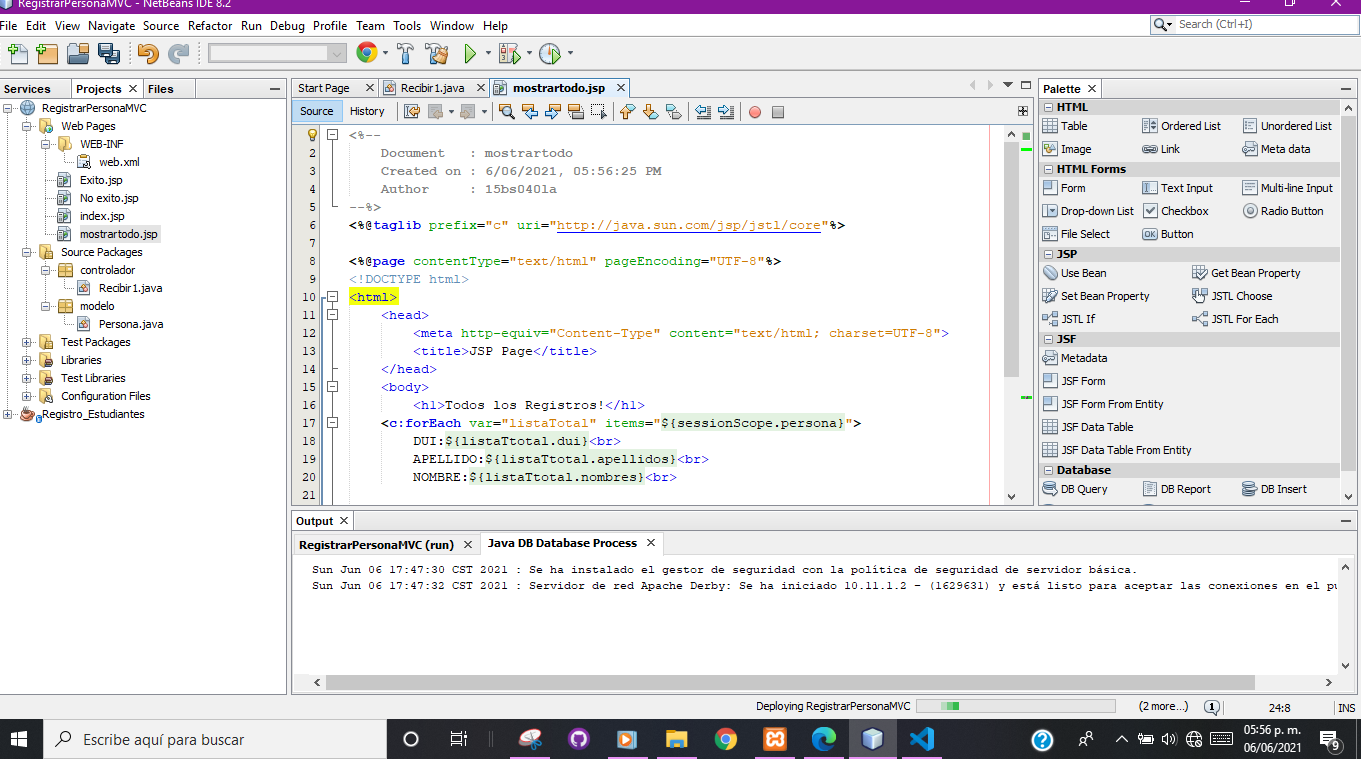 RegistrarPersonaMVC - NetBeans IDE 8.2
File Edit View Navigate Source Refactor Run Debug Profile Team Tools Window Help
Search (Ctrl+I)
Services Projects Files
RegistrarPersonaMVC
Web Pages
WEB-INF
web.xml
Exito.jsp
No exito.jsp
index.jsp
mostrartodo.jsp
Source Packages
controlador
Recibir1.java
modelo
Persona.java
Test Packages
Libraries
Test Libraries
Configuration Files
Registro_Estudiantes
Start Page Recibir1.java mostrartodo.jsp
Source History
<%--
2 Document : mostrartodo
3 Created on : 6/06/2021, 05:56:25 PM
4 Author : 15bs040la
5 --%>
6 <%@taglib prefix="c" uri="http://java.sun.com/jsp/jstl/core"%>
7
8 <%@page contentType="text/html" pageEncoding="UTF-8"%>
9 <!DOCTYPE html>
10 <html>
11 <head>
12 <meta http-equiv="Content-Type" content="text/html; charset=UTF-8">
13 <title>JSP Page</title>
14 </head>
15 <body>
16 <h1>Todos los Registros!</h1>
17 <c:forEach var="listaTotal" items="${sessionScope.persona}">
18 DUI:${listaTtotal.dui}<br>
19 APELLIDO:${listaTtotal.apellidos}<br>
20 NOMBRE:${listaTtotal.nombres}<br>
21
Palette
HTML
Table Ordered List Unordered List
Image Link Meta data
HTML Forms
Form Text Input Multi-line Input
Drop-down List Checkbox Radio Button
File Select Button
JSP
Use Bean Get Bean Property
Set Bean Property JSTL Choose
JSTL If JSTL For Each
JSF
Metadata
JSF Form
JSF Form From Entity
JSF Data Table
JSF Data Table From Entity
Database
DB Query DB Report DB Insert
Output
RegistrarPersonaMVC (run) Java DB Database Process
Sun Jun 06 17:47:30 CST 2021 : Se ha instalado el gestor de seguridad con la política de seguridad de servidor básica.
Sun Jun 06 17:47:32 CST 2021 : Servidor de red Apache Derby: Se ha iniciado 10.11.1.2 - (1629631) y está listo para aceptar las conexiones en el pu
Deploying RegistrarPersonaMVC (2 more...) 1 24:8 INS
Escribe aquí para buscar
05:56 p. m.
06/06/2021
9